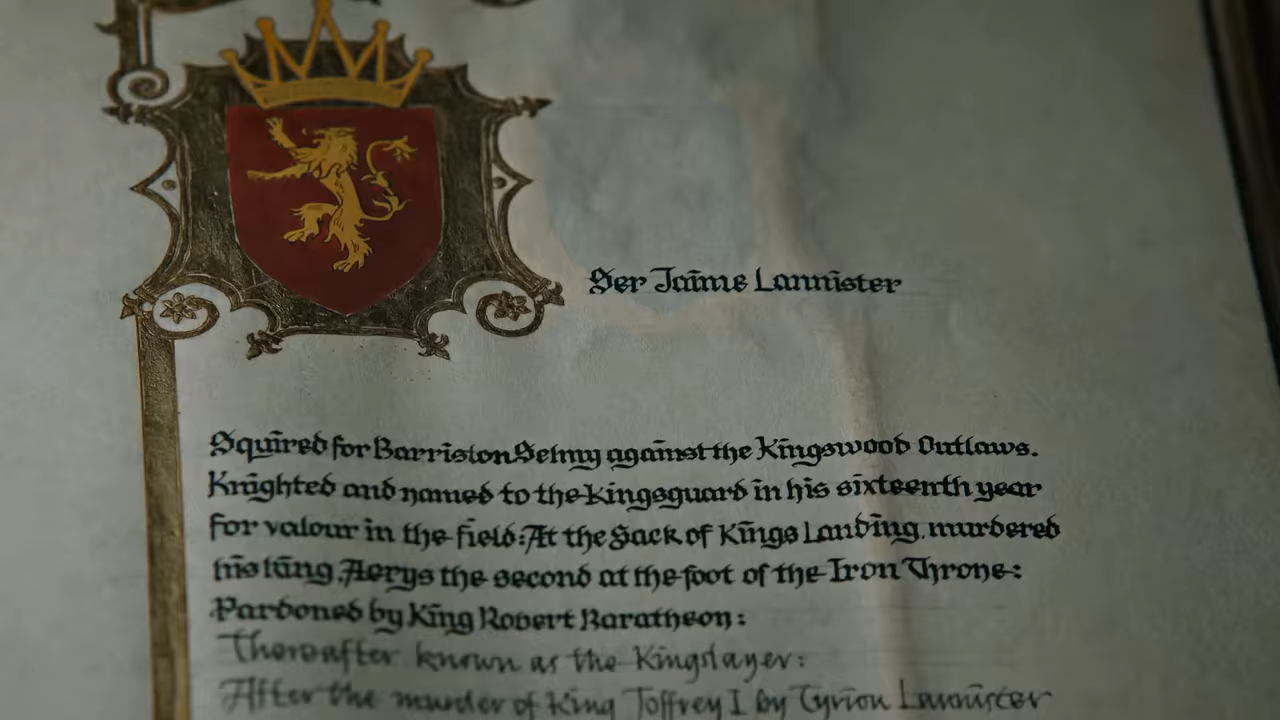 Ser Jaime Lannister
Squired for Barriston Selmy against the Kingswood Outlaws.
Knighted and named to the Kingsguard in his sixteenth year
for valour in the field: At the Sack of Kings Landing, murdered
his king Aerys the second at the foot of the Iron Throne:
Pardoned by King Robert Baratheon:
Thereafter known as the Kingslayer:
After the murder of King Joffrey I by Tyrion Lannister